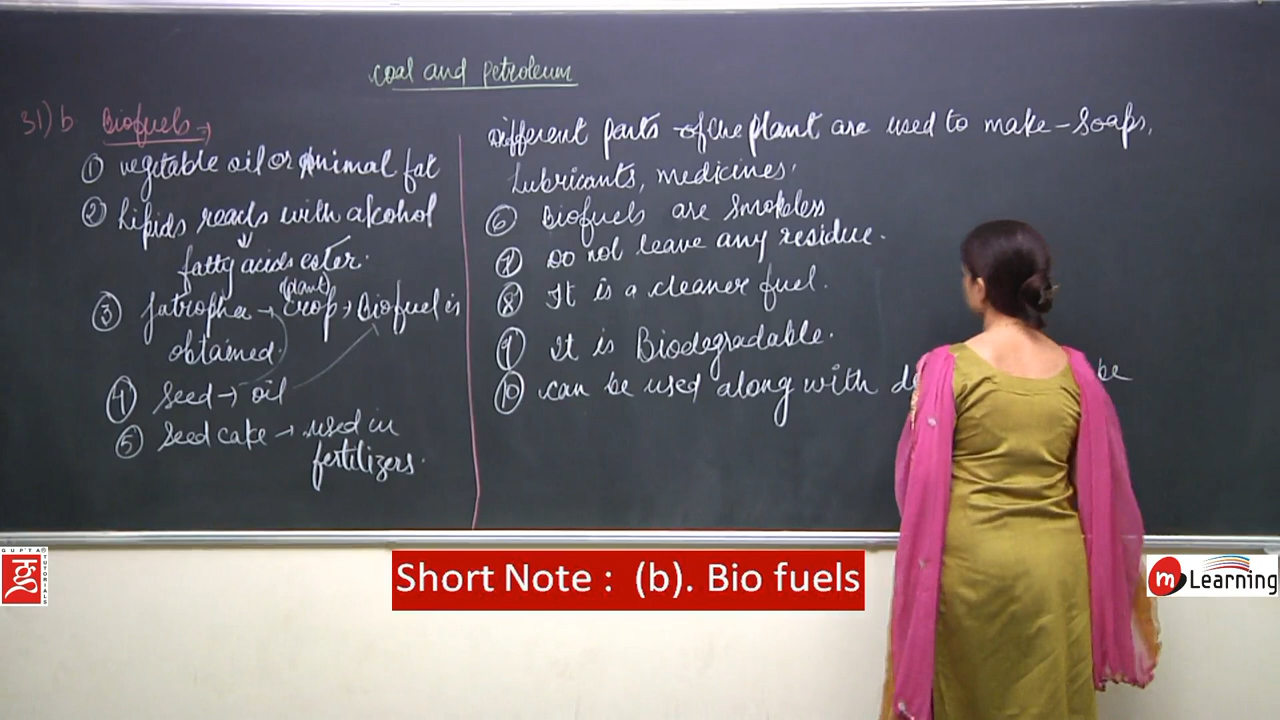 coal and petroleum
31) b Biofuels →
① vegitable oil or Animal fat
② Lipids reacts with alcohol
fatty acids ester.
(plant)
③ Jatropha → crop → Biofuel is
obtained.
④ Seed → oil
⑤ Seed cake → used in
fertilizers.
Different parts of the plant are used to make - Soaps,
Lubricants, medicines.
⑥ Biofuels are Smokeless
⑦ Do not leave any residue.
⑧ It is a cleaner fuel.
⑨ It is Biodegradable.
⑩ can be used along with be
Short Note : (b). Bio fuels
GUPTA
TUTORIALS
m Learning